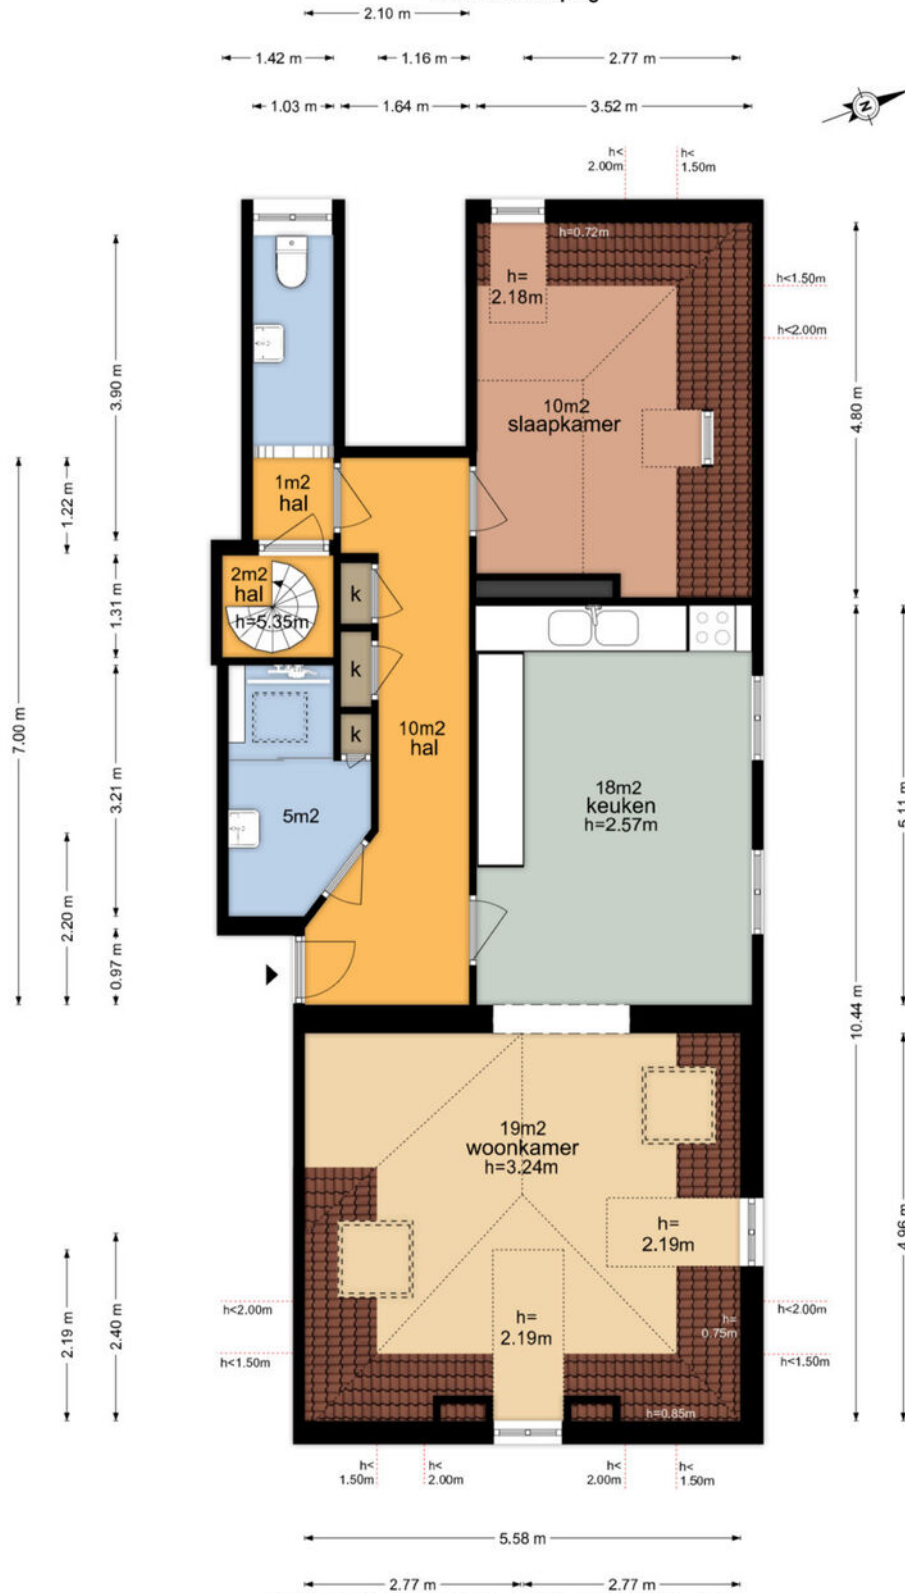 2.10 m
1.42 m
1.16 m
2.77 m
1.03 m
1.64 m
3.52 m
N
h<
2.00m
h<
1.50m
h=0.72m
h=
2.18m
h<1.50m
h<2.00m
3.90 m
4.80 m
10m2
slaapkamer
1m2
hal
1.22 m
2m2
hal
h=5.35m
1.31 m
k
k
k
7.00 m
10m2
hal
3.21 m
5m2
18m2
keuken
h=2.57m
5.11 m
2.20 m
0.97 m
10.44 m
19m2
woonkamer
h=3.24m
h=
2.19m
4.96 m
2.19 m
2.40 m
h<2.00m
h=
0.75m
h<2.00m
h=
2.19m
h<1.50m
h<1.50m
h=0.85m
h<
1.50m
h<
2.00m
h<
2.00m
h<
1.50m
5.58 m
2.77 m
2.77 m